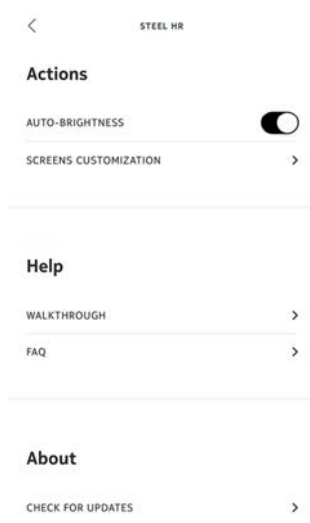 STEEL HR
Actions
AUTO-BRIGHTNESS
SCREENS CUSTOMIZATION
Help
WALKTHROUGH
FAQ
About
CHECK FOR UPDATES